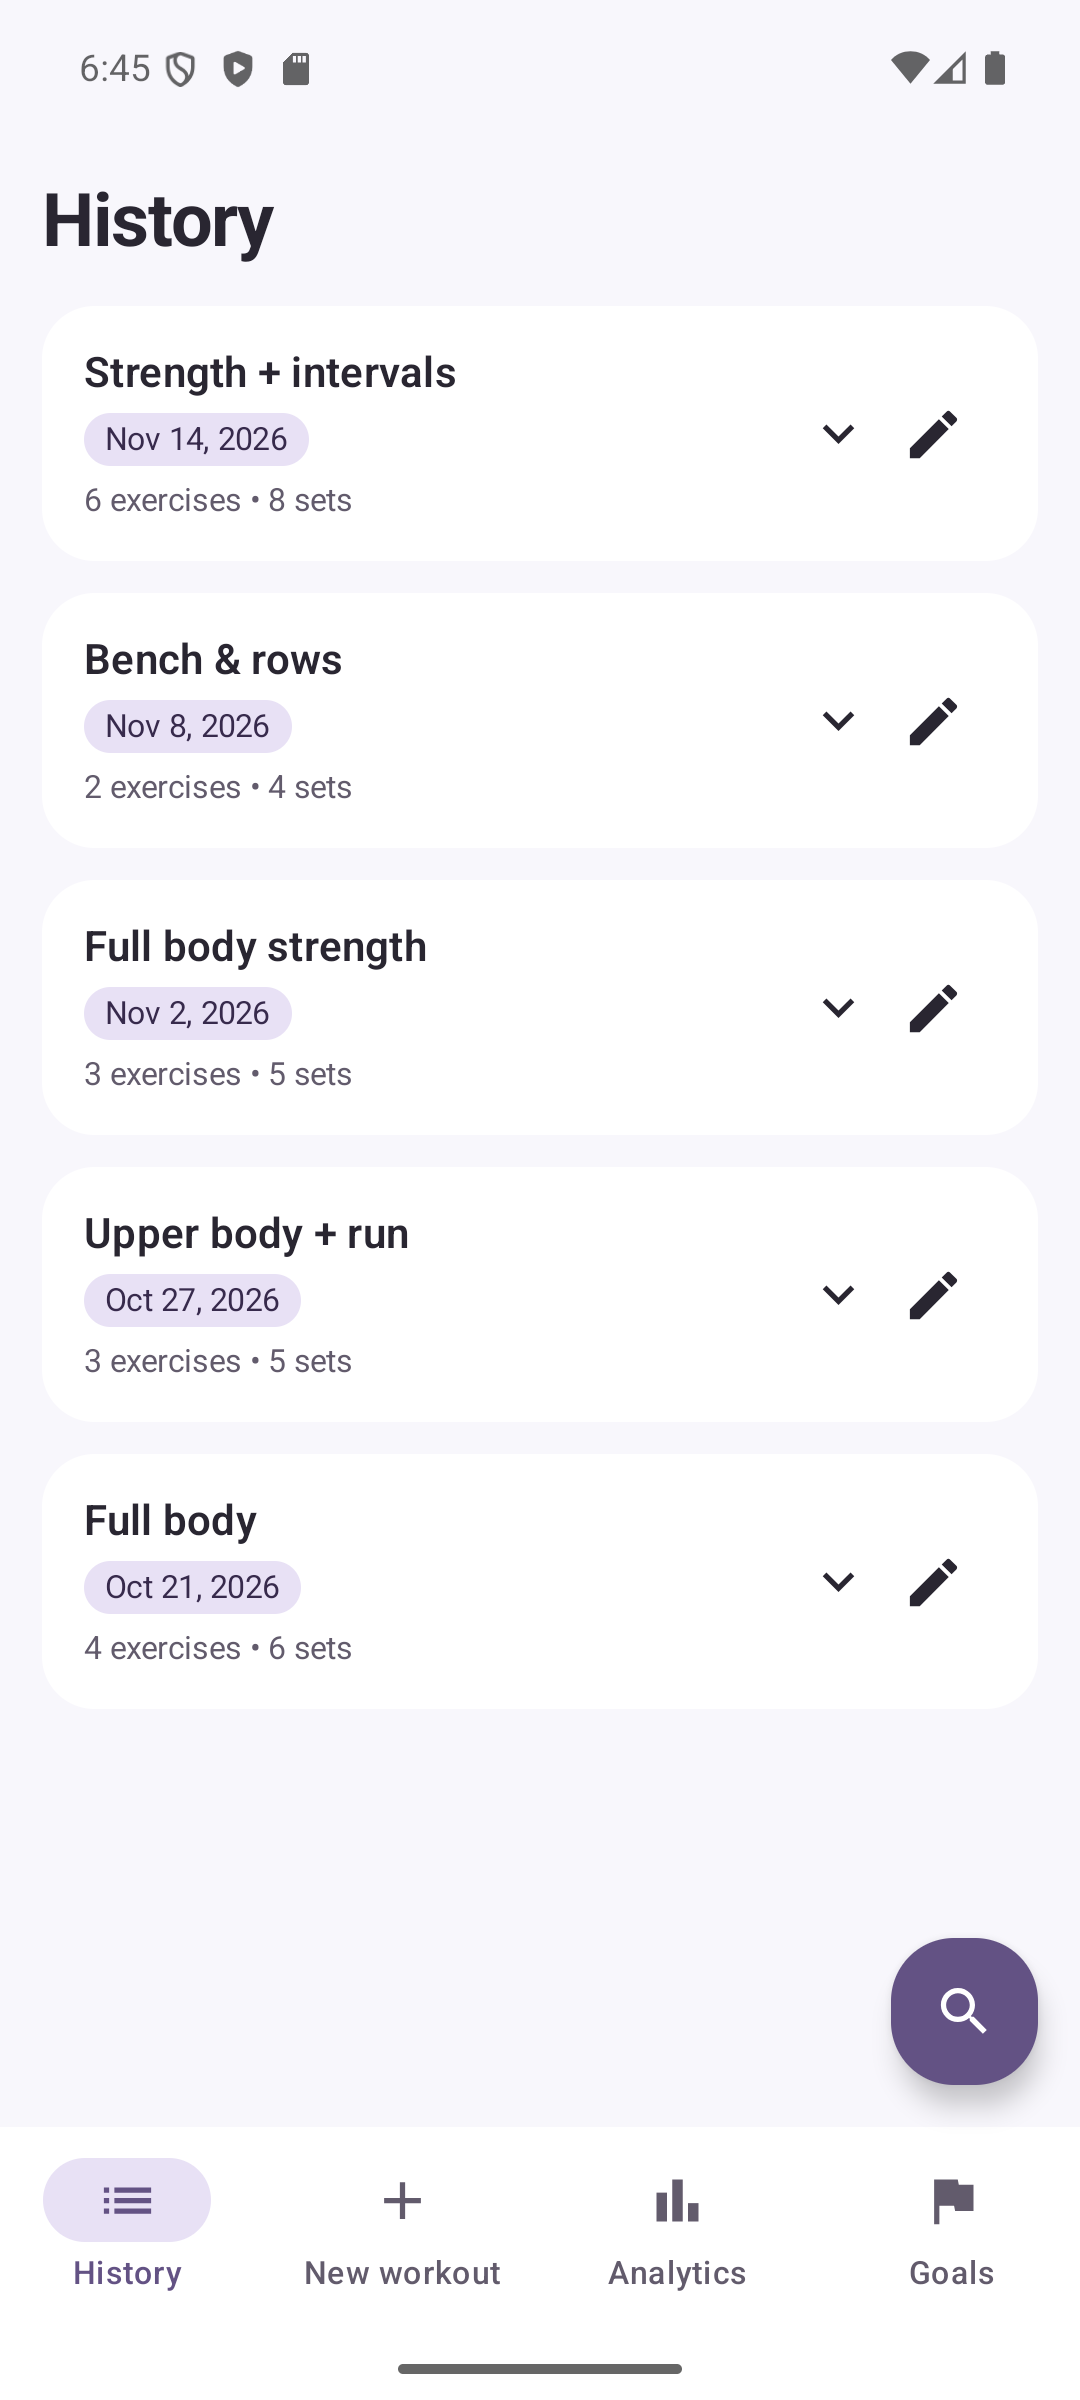 6:45
History
Strength + intervals
Nov 14, 2026
6 exercises • 8 sets
Bench & rows
Nov 8, 2026
2 exercises • 4 sets
Full body strength
Nov 2, 2026
3 exercises • 5 sets
Upper body + run
Oct 27, 2026
3 exercises • 5 sets
Full body
Oct 21, 2026
4 exercises • 6 sets
History
New workout
Analytics
Goals